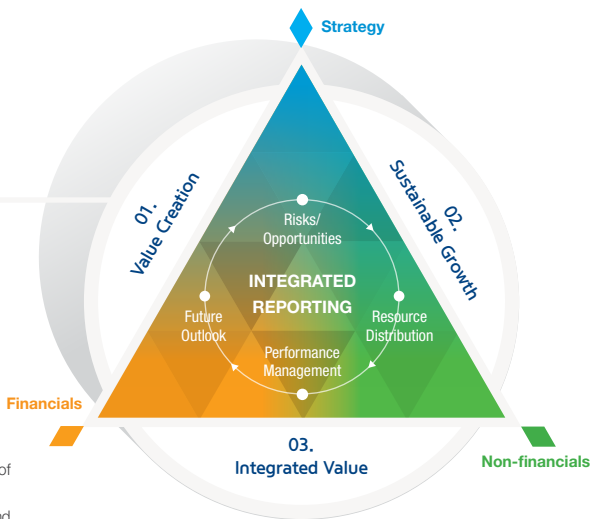 Strategy
01.
Value Creation
02.
Sustainable Growth
Risks/
Opportunities
INTEGRATED
REPORTING
Future
Outlook
Resource
Distribution
Performance
Management
Financials
03.
Integrated Value
Non-financials
of